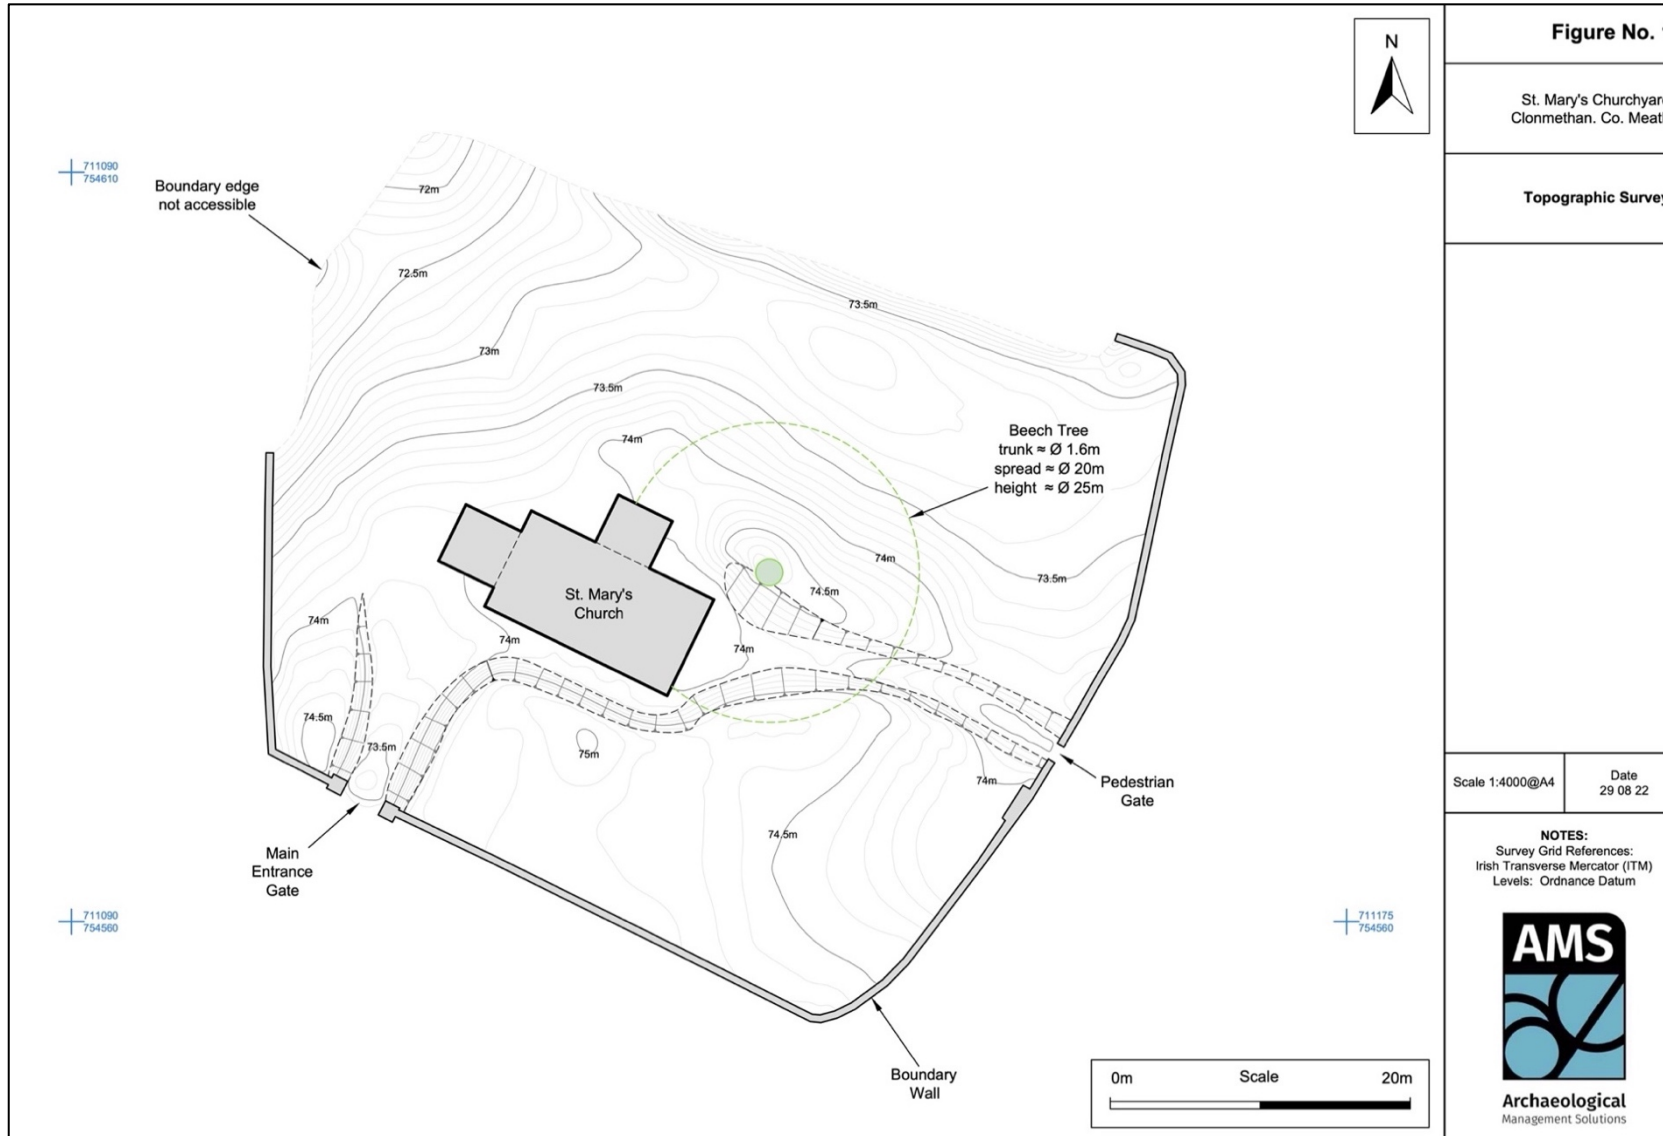 Figure No.
St. Mary's Churchyar
Clonmethan. Co. Meat
Topographic Survey
N
711090
754610
Boundary edge
not accessible
72m
72.5m
73m
73.5m
73.5m
74m
Beech Tree
trunk ≈ Ø 1.6m
spread ≈ Ø 20m
height ≈ Ø 25m
74m
73.5m
74.5m
St. Mary's
Church
74m
74m
74m
74.5m
73.5m
75m
74m
74.5m
Pedestrian
Gate
Main
Entrance
Gate
711090
754560
711175
754560
Boundary
Wall
0m Scale 20m
Scale 1:4000@A4
Date
29 08 22
NOTES:
Survey Grid References:
Irish Transverse Mercator (ITM)
Levels: Ordnance Datum
AMS
Archaeological
Management Solutions